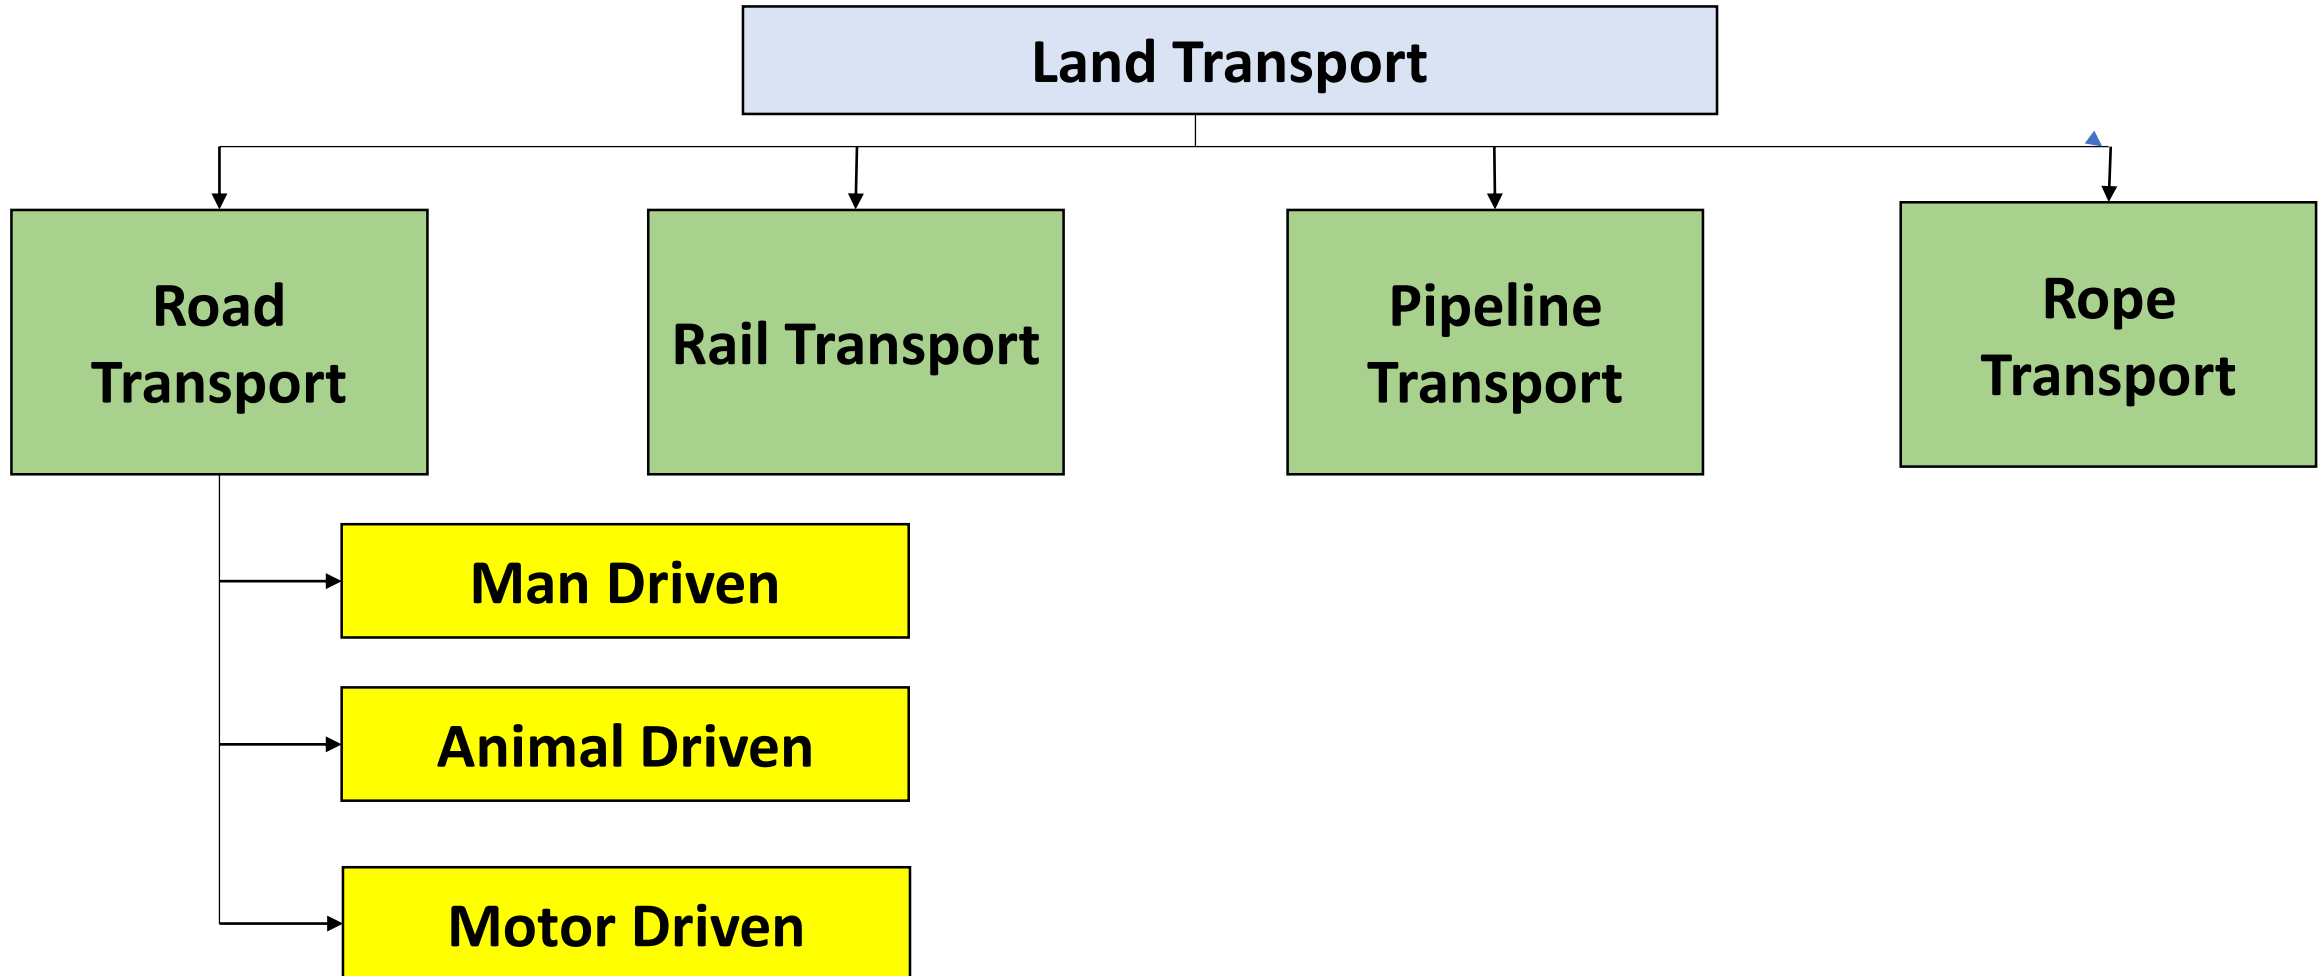 Land Transport
Road
Transport
Rail Transport
Pipeline
Transport
Rope
Transport
Man Driven
Animal Driven
Motor Driven